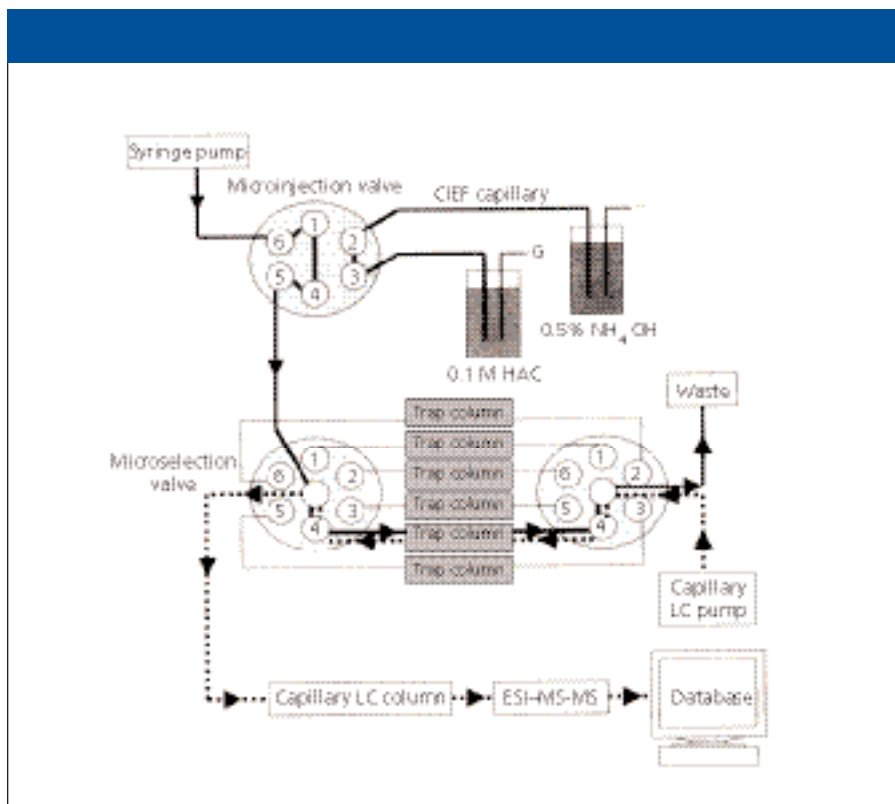 Syringe pump
Microinjection valve
CIEF capillary
1
6
2
5
3
4
G
0.5% NH4 OH
0.1 M HAC
Waste
Trap column
Trap column
Trap column
Trap column
Trap column
Trap column
Microselection
valve
1
6
2
5
3
4
1
6
2
5
3
4
Capillary
LC pump
Capillary LC column
ESI–MS-MS
Database